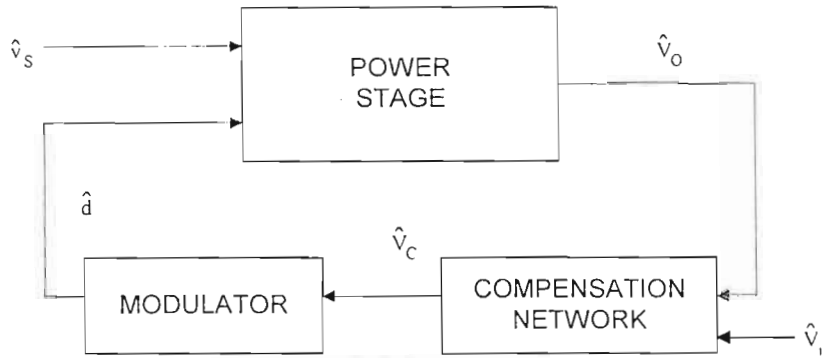 v̂S
POWER
STAGE
v̂O
d̂
v̂C
MODULATOR
COMPENSATION
NETWORK